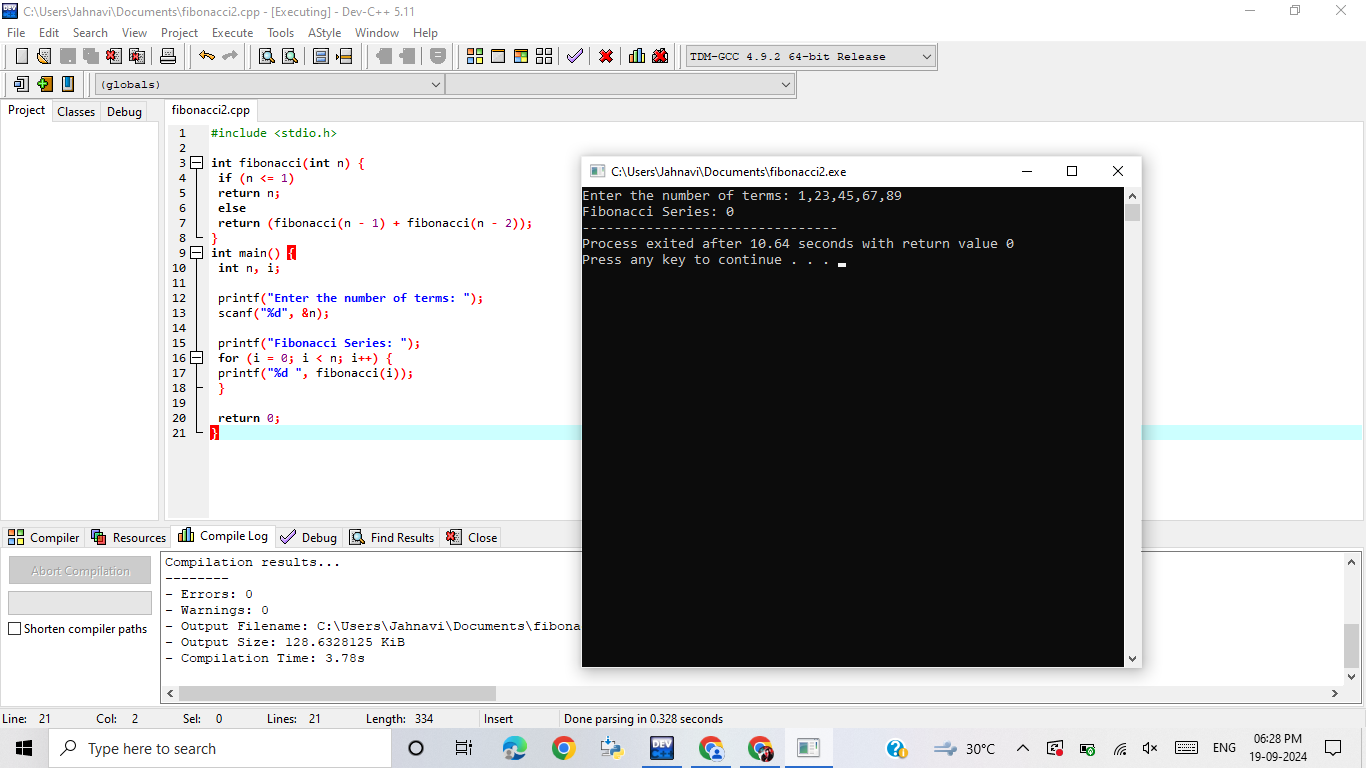 C:\Users\Jahnavi\Documents\fibonacci2.cpp - [Executing] - Dev-C++ 5.11
File Edit Search View Project Execute Tools AStyle Window Help
TDM-GCC 4.9.2 64-bit Release
(globals)
Project Classes Debug
fibonacci2.cpp
1 #include <stdio.h>
2
3 int fibonacci(int n) {
4 if (n <= 1)
5 return n;
6 else
7 return (fibonacci(n - 1) + fibonacci(n - 2));
8 }
9 int main() {
10 int n, i;
11
12 printf("Enter the number of terms: ");
13 scanf("%d", &n);
14
15 printf("Fibonacci Series: ");
16 for (i = 0; i < n; i++) {
17 printf("%d ", fibonacci(i));
18 }
19
20 return 0;
21 }
C:\Users\Jahnavi\Documents\fibonacci2.exe
Enter the number of terms: 1,23,45,67,89
Fibonacci Series: 0
--------------------------------
Process exited after 10.64 seconds with return value 0
Press any key to continue . . .
Compiler Resources Compile Log Debug Find Results Close
Abort Compilation
Shorten compiler paths
Compilation results...
--------
- Errors: 0
- Warnings: 0
- Output Filename: C:\Users\Jahnavi\Documents\fibona
- Output Size: 128.6328125 KiB
- Compilation Time: 3.78s
Line: 21 Col: 2 Sel: 0 Lines: 21 Length: 334 Insert Done parsing in 0.328 seconds
Type here to search
DEV
30°C
ENG
06:28 PM
19-09-2024